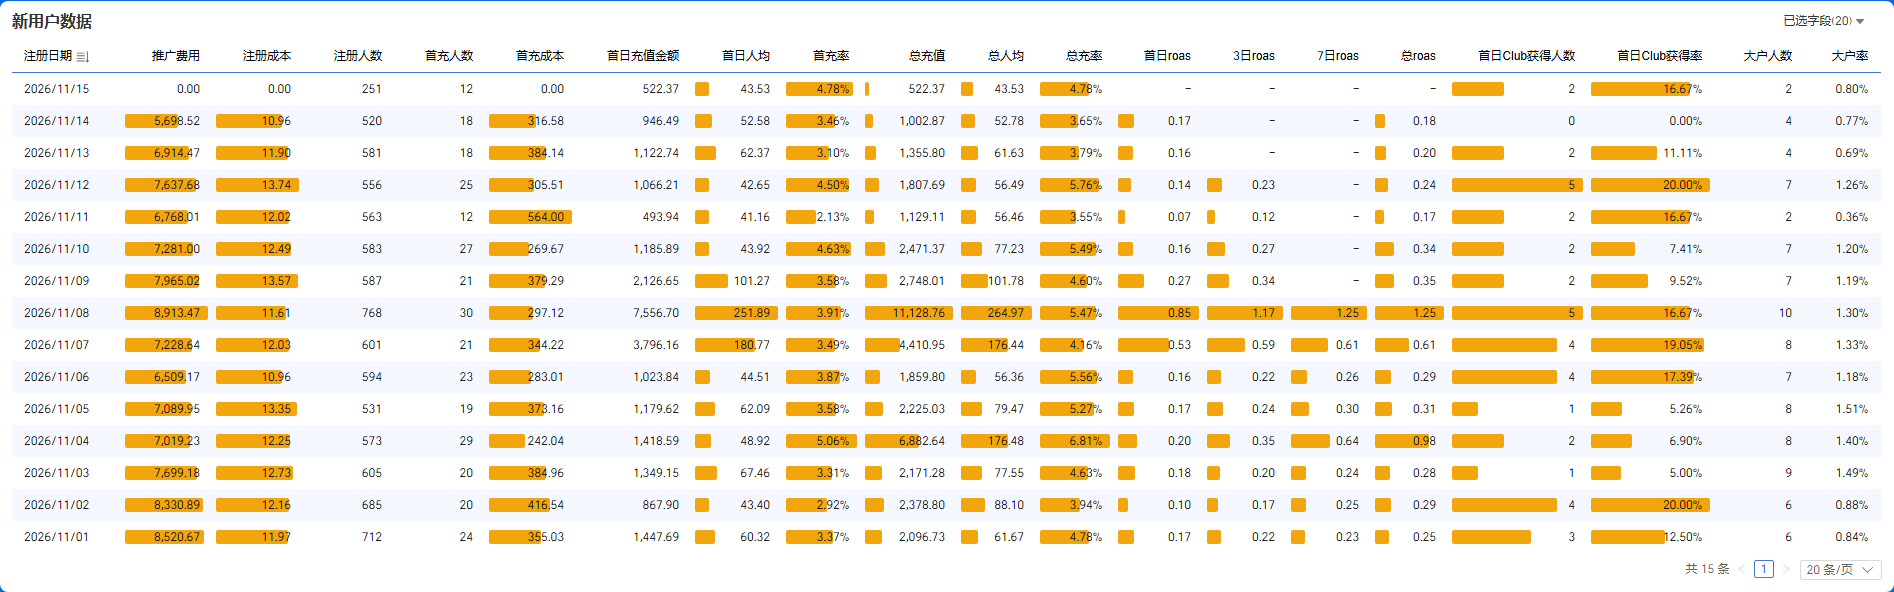 新用户数据 已选字段(20)
注册日期 推广费用 注册成本 注册人数 首充人数 首充成本 首日充值金额 首日人均 首充率 总充值 总人均 总充率 首日roas 3日roas 7日roas 总roas 首日Club获得人数 首日Club获得率 大户人数 大户率
2026/11/15 0.00 0.00 251 12 0.00 522.37 43.53 4.78% 522.37 43.53 4.78% - - - - 2 16.67% 2 0.80%
2026/11/14 5,698.52 10.96 520 18 316.58 946.49 52.58 3.46% 1,002.87 52.78 3.65% 0.17 - - 0.18 0 0.00% 4 0.77%
2026/11/13 6,914.47 11.90 581 18 384.14 1,122.74 62.37 3.10% 1,355.80 61.63 3.79% 0.16 - - 0.20 2 11.11% 4 0.69%
2026/11/12 7,637.68 13.74 556 25 305.51 1,066.21 42.65 4.50% 1,807.69 56.49 5.76% 0.14 0.23 - 0.24 5 20.00% 7 1.26%
2026/11/11 6,768.01 12.02 563 12 564.00 493.94 41.16 2.13% 1,129.11 56.46 3.55% 0.07 0.12 - 0.17 2 16.67% 2 0.36%
2026/11/10 7,281.00 12.49 583 27 269.67 1,185.89 43.92 4.63% 2,471.37 77.23 5.49% 0.16 0.27 - 0.34 2 7.41% 7 1.20%
2026/11/09 7,965.02 13.57 587 21 379.29 2,126.65 101.27 3.58% 2,748.01 101.78 4.60% 0.27 0.34 - 0.35 2 9.52% 7 1.19%
2026/11/08 8,913.47 11.61 768 30 297.12 7,556.70 251.89 3.91% 11,128.76 264.97 5.47% 0.85 1.17 1.25 1.25 5 16.67% 10 1.30%
2026/11/07 7,228.64 12.03 601 21 344.22 3,796.16 180.77 3.49% 4,410.95 176.44 4.16% 0.53 0.59 0.61 0.61 4 19.05% 8 1.33%
2026/11/06 6,509.17 10.96 594 23 283.01 1,023.84 44.51 3.87% 1,859.80 56.36 5.56% 0.16 0.22 0.26 0.29 4 17.39% 7 1.18%
2026/11/05 7,089.95 13.35 531 19 373.16 1,179.62 62.09 3.58% 2,225.03 79.47 5.27% 0.17 0.24 0.30 0.31 1 5.26% 8 1.51%
2026/11/04 7,019.23 12.25 573 29 242.04 1,418.59 48.92 5.06% 6,882.64 176.48 6.81% 0.20 0.35 0.64 0.98 2 6.90% 8 1.40%
2026/11/03 7,699.18 12.73 605 20 384.96 1,349.15 67.46 3.31% 2,171.28 77.55 4.63% 0.18 0.20 0.24 0.28 1 5.00% 9 1.49%
2026/11/02 8,330.89 12.16 685 20 416.54 867.90 43.40 2.92% 2,378.80 88.10 3.94% 0.10 0.17 0.25 0.29 4 20.00% 6 0.88%
2026/11/01 8,520.67 11.97 712 24 355.03 1,447.69 60.32 3.37% 2,096.73 61.67 4.78% 0.17 0.22 0.23 0.25 3 12.50% 6 0.84%
共 15 条 < 1 > 20 条/页